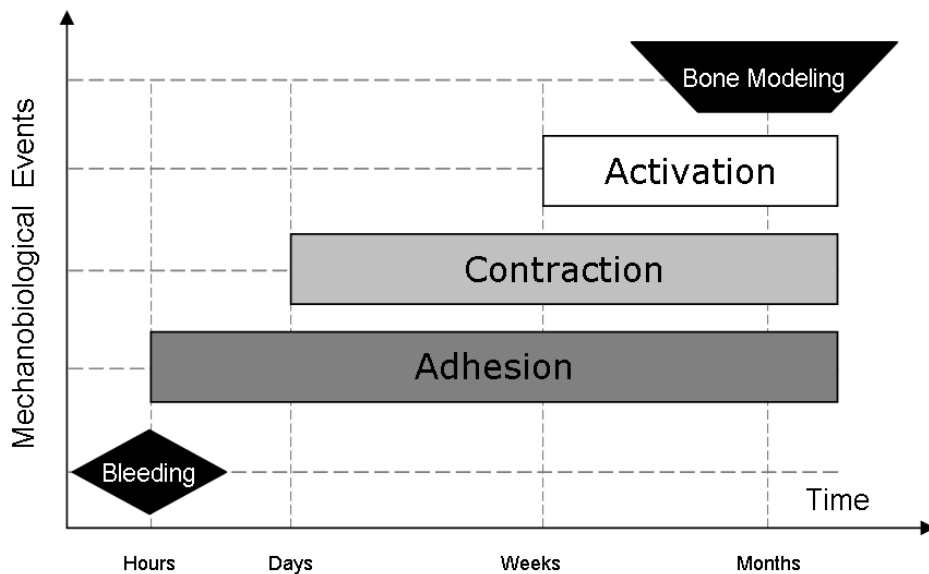 Mechanobiological Events
Bone Modeling
Activation
Contraction
Adhesion
Bleeding
Time
Hours
Days
Weeks
Months